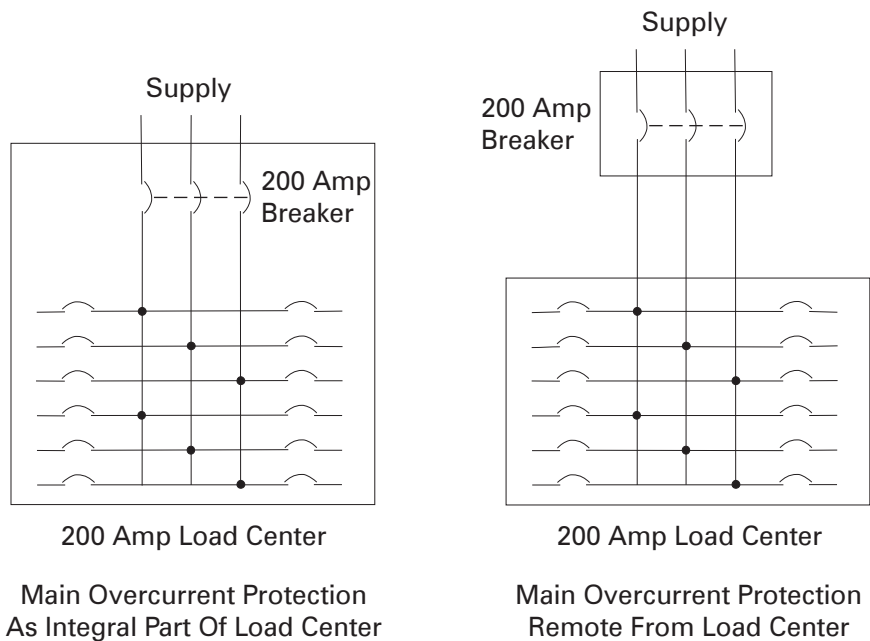 Supply
200 Amp
Breaker
200 Amp Load Center
Main Overcurrent Protection
As Integral Part Of Load Center
Supply
200 Amp
Breaker
200 Amp Load Center
Main Overcurrent Protection
Remote From Load Center